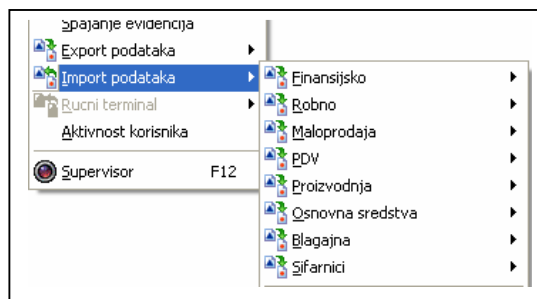 Spajanje evidencija
Export podataka
Import podataka
Rucni terminal
Aktivnost korisnika
Supervisor F12
Finansijsko
Robno
Maloprodaja
PDV
Proizvodnja
Osnovna sredstva
Blagajna
Sifarnici